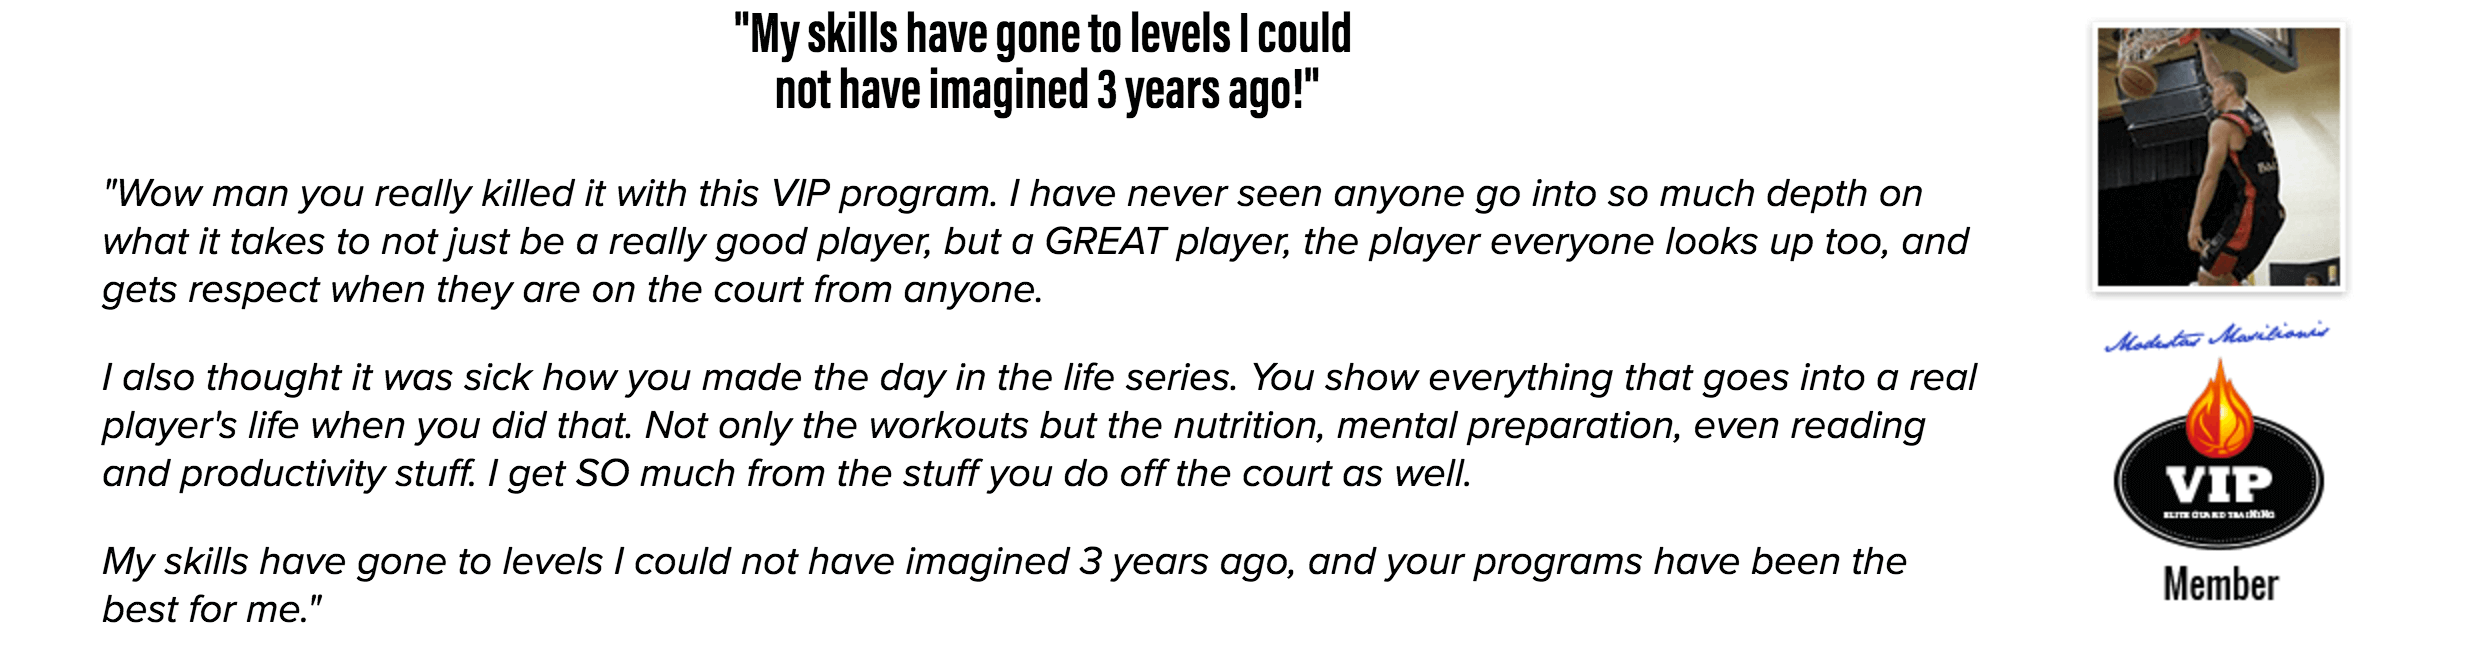 "My skills have gone to levels I could
not have imagined 3 years ago!"
"Wow man you really killed it with this VIP program. I have never seen anyone go into so much depth on
what it takes to not just be a really good player, but a GREAT player, the player everyone looks up too, and
gets respect when they are on the court from anyone.
I also thought it was sick how you made the day in the life series. You show everything that goes into a real
player's life when you did that. Not only the workouts but the nutrition, mental preparation, even reading
and productivity stuff. I get SO much from the stuff you do off the court as well.
My skills have gone to levels I could not have imagined 3 years ago, and your programs have been the
best for me."
Modestas Masilionis
VIP
ELITE GUARD TRAINING
Member